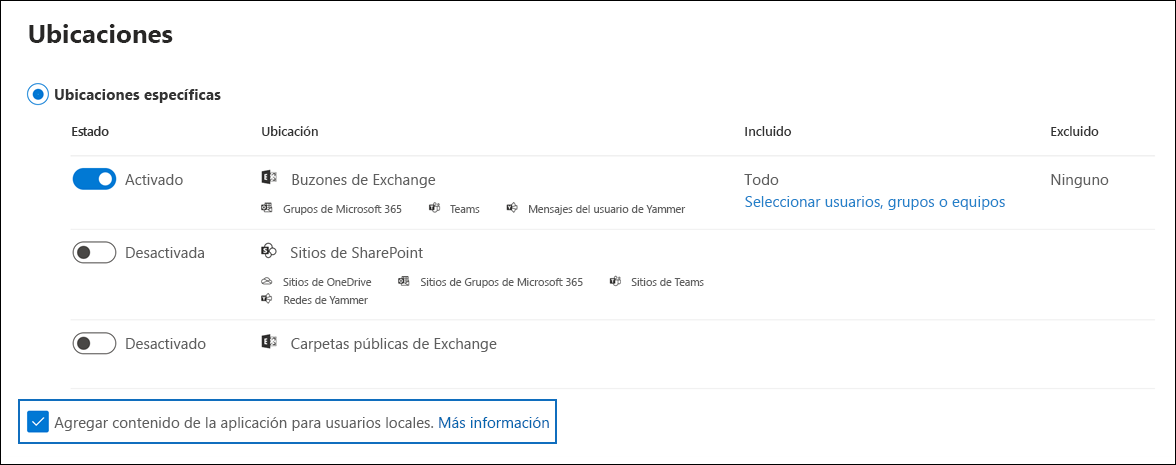 Ubicaciones
Ubicaciones específicas
Estado Ubicación Incluido Excluido
Activado Buzones de Exchange Todo Ninguno
Seleccionar usuarios, grupos o equipos
Grupos de Microsoft 365 Teams Mensajes del usuario de Yammer
Desactivada Sitios de SharePoint
Sitios de OneDrive Sitios de Grupos de Microsoft 365 Sitios de Teams
Redes de Yammer
Desactivado Carpetas públicas de Exchange
Agregar contenido de la aplicación para usuarios locales. Más información